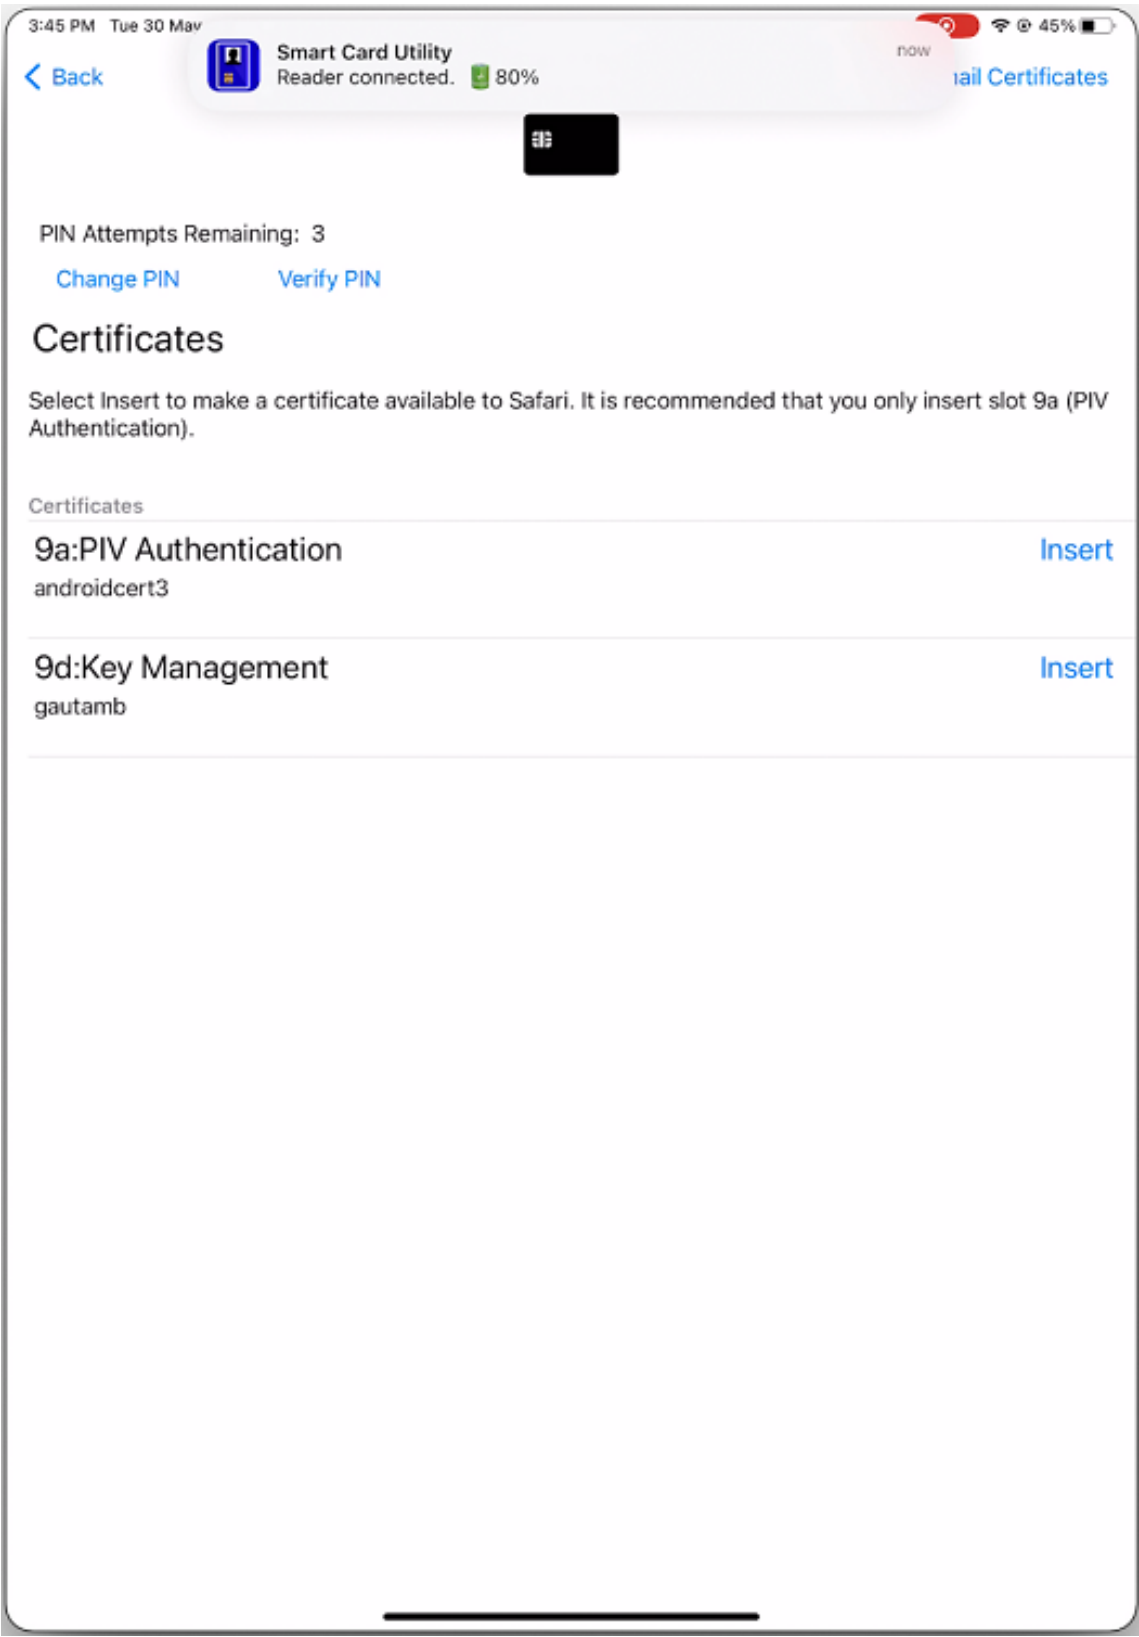 3:45 PM Tue 30 May
45%
Smart Card Utility
now
Reader connected. 80%
Back
Certificates
PIN Attempts Remaining: 3
Change PIN
Verify PIN
Certificates
Select Insert to make a certificate available to Safari. It is recommended that you only insert slot 9a (PIV
Authentication).
Certificates
9a:PIV Authentication
Insert
androidcert3
9d:Key Management
Insert
gautamb